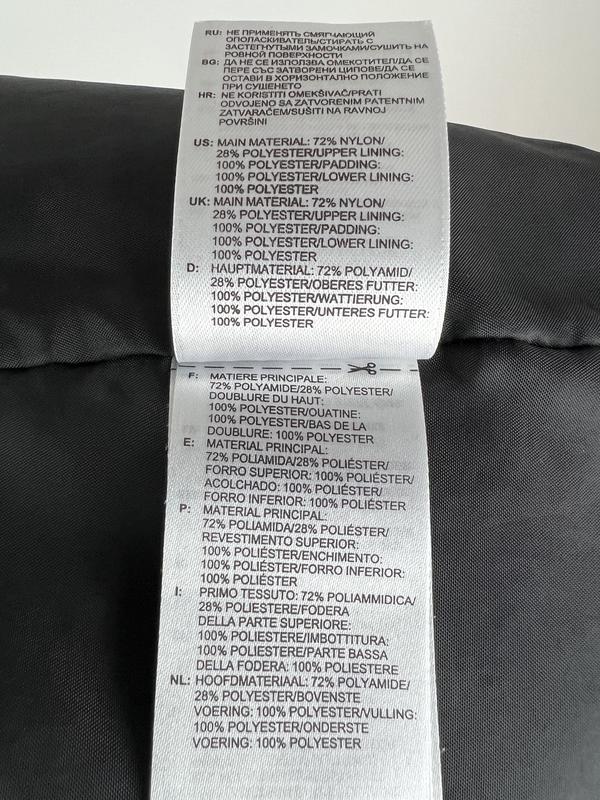 RU: НЕ ПРИМЕНЯТЬ СМЯГЧАЮЩИЙ
ОПОЛАСКИВАТЕЛЬ/СТИРАТЬ С
ЗАСТЕГНУТЫМИ ЗАМОЧКАМИ/СУШИТЬ НА
РОВНОЙ ПОВЕРХНОСТИ
BG: ДА НЕ СЕ ИЗПОЛЗВА ОМЕКОТИТЕЛ/ДА СЕ
ПЕРЕ СЪС ЗАТВОРЕНИ ЦИПОВЕ/ДА СЕ
ОСТАВИ В ХОРИЗОНТАЛНО ПОЛОЖЕНИЕ
ПРИ СУШЕНЕТО
HR: NE KORISTITI OMEKŠIVAČ/PRATI
ODVOJENO SA ZATVORENIM PATENTNIM
ZATVARAČEM/SUŠITI NA RAVNOJ
POVRŠINI
US: MAIN MATERIAL: 72% NYLON/
28% POLYESTER/UPPER LINING:
100% POLYESTER/PADDING:
100% POLYESTER/LOWER LINING:
100% POLYESTER
UK: MAIN MATERIAL: 72% NYLON/
28% POLYESTER/UPPER LINING:
100% POLYESTER/PADDING:
100% POLYESTER/LOWER LINING:
100% POLYESTER
D: HAUPTMATERIAL: 72% POLYAMID/
28% POLYESTER/OBERES FUTTER:
100% POLYESTER/WATTIERUNG:
100% POLYESTER/UNTERES FUTTER:
100% POLYESTER
F: MATIERE PRINCIPALE:
72% POLYAMIDE/28% POLYESTER/
DOUBLURE DU HAUT:
100% POLYESTER/OUATINE:
100% POLYESTER/BAS DE LA
DOUBLURE: 100% POLYESTER
E: MATERIAL PRINCIPAL:
72% POLIAMIDA/28% POLIÉSTER/
FORRO SUPERIOR: 100% POLIÉSTER/
ACOLCHADO: 100% POLIÉSTER/
FORRO INFERIOR: 100% POLIÉSTER
P: MATERIAL PRINCIPAL:
72% POLIAMIDA/28% POLIÉSTER/
REVESTIMENTO SUPERIOR:
100% POLIÉSTER/ENCHIMENTO:
100% POLIÉSTER/FORRO INFERIOR:
100% POLIÉSTER
I: PRIMO TESSUTO: 72% POLIAMMIDICA/
28% POLIESTERE/FODERA
DELLA PARTE SUPERIORE:
100% POLIESTERE/IMBOTTITURA:
100% POLIESTERE/PARTE BASSA
DELLA FODERA: 100% POLIESTERE
NL: HOOFDMATERIAAL: 72% POLYAMIDE/
28% POLYESTER/BOVENSTE
VOERING: 100% POLYESTER/VULLING:
100% POLYESTER/ONDERSTE
VOERING: 100% POLYESTER